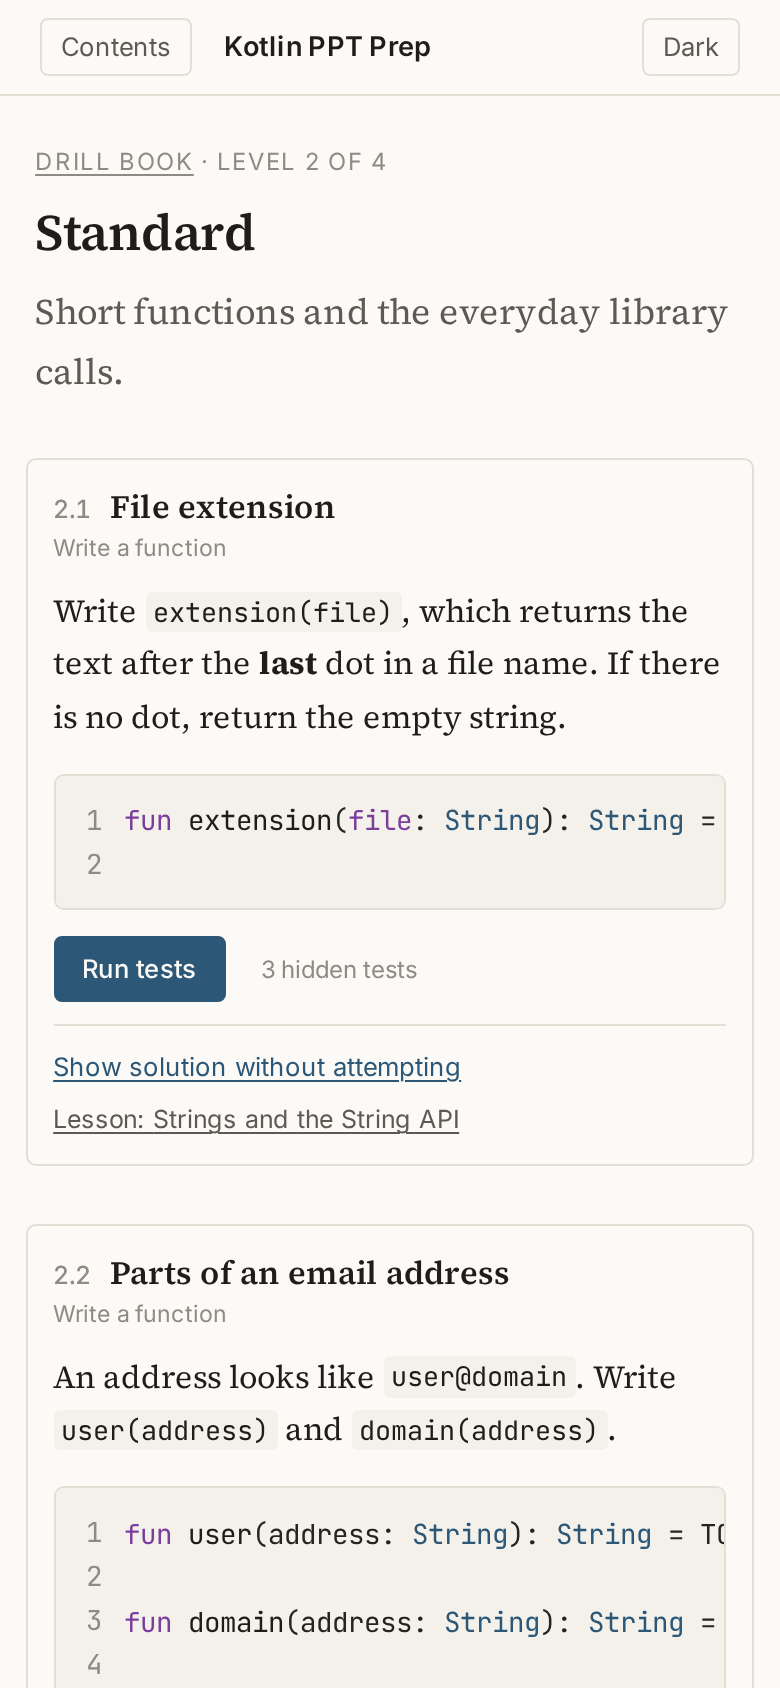 Contents
Kotlin PPT Prep
Dark
DRILL BOOK · LEVEL 2 OF 4
Standard
Short functions and the everyday library
calls.
2.1 File extension
Write a function
Write extension(file), which returns the
text after the last dot in a file name. If there
is no dot, return the empty string.
1 fun extension(file: String): String =
2
Run tests
3 hidden tests
Show solution without attempting
Lesson: Strings and the String API
2.2 Parts of an email address
Write a function
An address looks like user@domain. Write
user(address) and domain(address).
1 fun user(address: String): String = TO
2
3 fun domain(address: String): String =
4